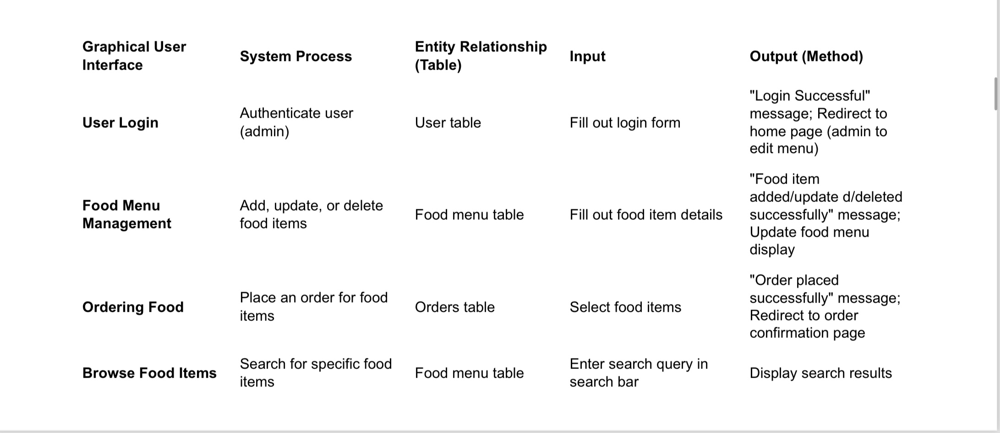 Graphical User
Interface
System Process
Entity Relationship
(Table)
Input
Output (Method)
User Login
Authenticate user
(admin)
User table
Fill out login form
"Login Successful"
message; Redirect to
home page (admin to
edit menu)
Food Menu
Management
Add, update, or delete
food items
Food menu table
Fill out food item details
"Food item
added/update d/deleted
successfully" message;
Update food menu
display
Ordering Food
Place an order for food
items
Orders table
Select food items
"Order placed
successfully" message;
Redirect to order
confirmation page
Browse Food Items
Search for specific food
items
Food menu table
Enter search query in
search bar
Display search results